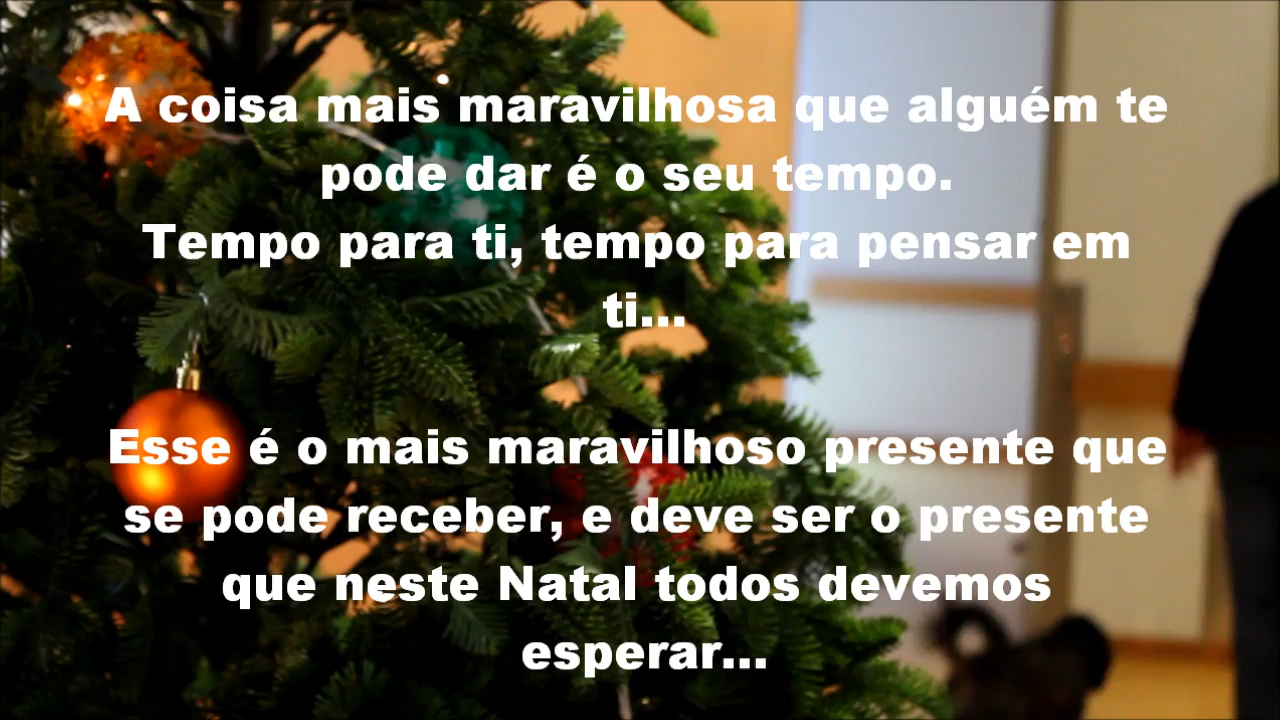 A coisa mais maravilhosa que alguém te
pode dar é o seu tempo.
Tempo para ti, tempo para pensar em
ti...
Esse é o mais maravilhoso presente que
se pode receber, e deve ser o presente
que neste Natal todos devemos
esperar...